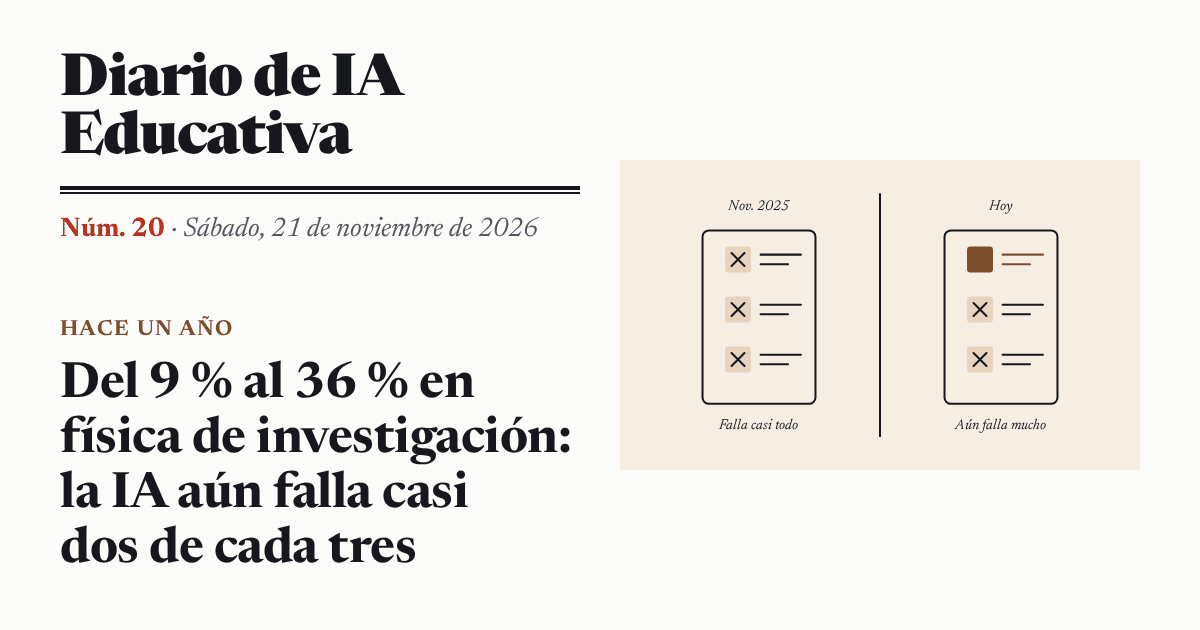 Diario de IA
Educativa
Núm. 20 · Sábado, 21 de noviembre de 2026
HACE UN AÑO
Del 9 % al 36 % en
física de investigación:
la IA aún falla casi
dos de cada tres
Nov. 2025
Hoy
Falla casi todo
Aún falla mucho